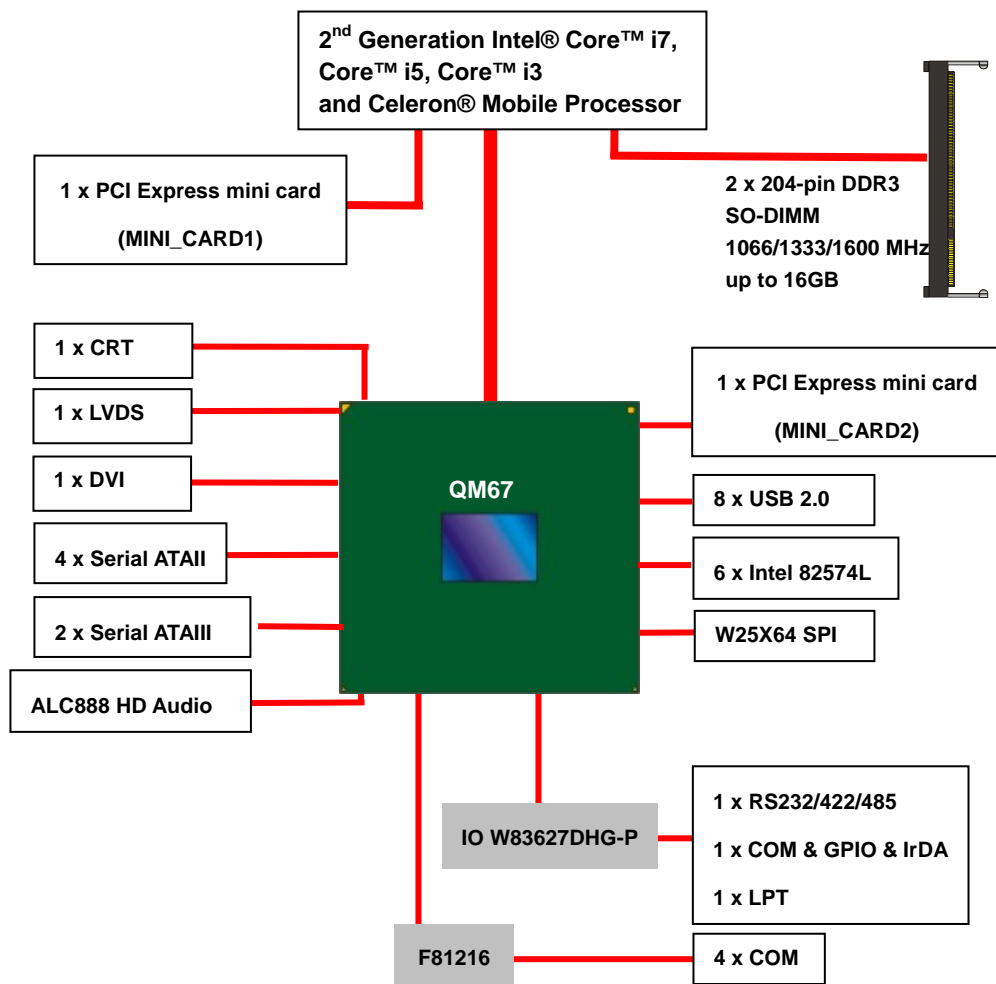 2nd Generation Intel® Core™ i7,
Core™ i5, Core™ i3
and Celeron® Mobile Processor
1 x PCI Express mini card
(MINI_CARD1)
2 x 204-pin DDR3
SO-DIMM
1066/1333/1600 MHz
up to 16GB
1 x CRT
1 x LVDS
1 x DVI
4 x Serial ATAII
2 x Serial ATAIII
ALC888 HD Audio
QM67
1 x PCI Express mini card
(MINI_CARD2)
8 x USB 2.0
6 x Intel 82574L
W25X64 SPI
IO W83627DHG-P
1 x RS232/422/485
1 x COM & GPIO & IrDA
1 x LPT
F81216
4 x COM